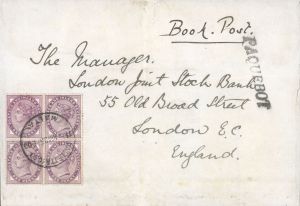 Book Post.
PAQUEBOT
The Manager.
London Joint Stock Bank
55 Old Broad Street
London E.C.
England.